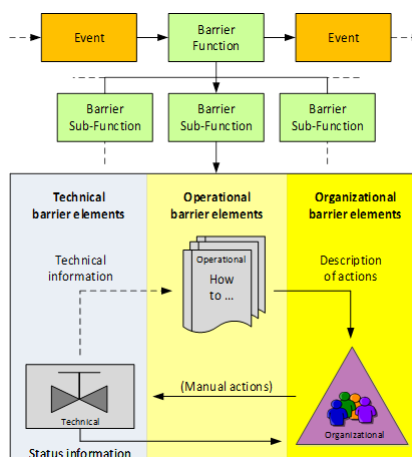 Event
Barrier
Function
Event
Barrier
Sub-Function
Barrier
Sub-Function
Barrier
Sub-Function
Technical
barrier elements
Operational
barrier elements
Organizational
barrier elements
Technical
information
Operational
How
to ...
Description
of actions
(Manual actions)
Technical
Organizational
Status information